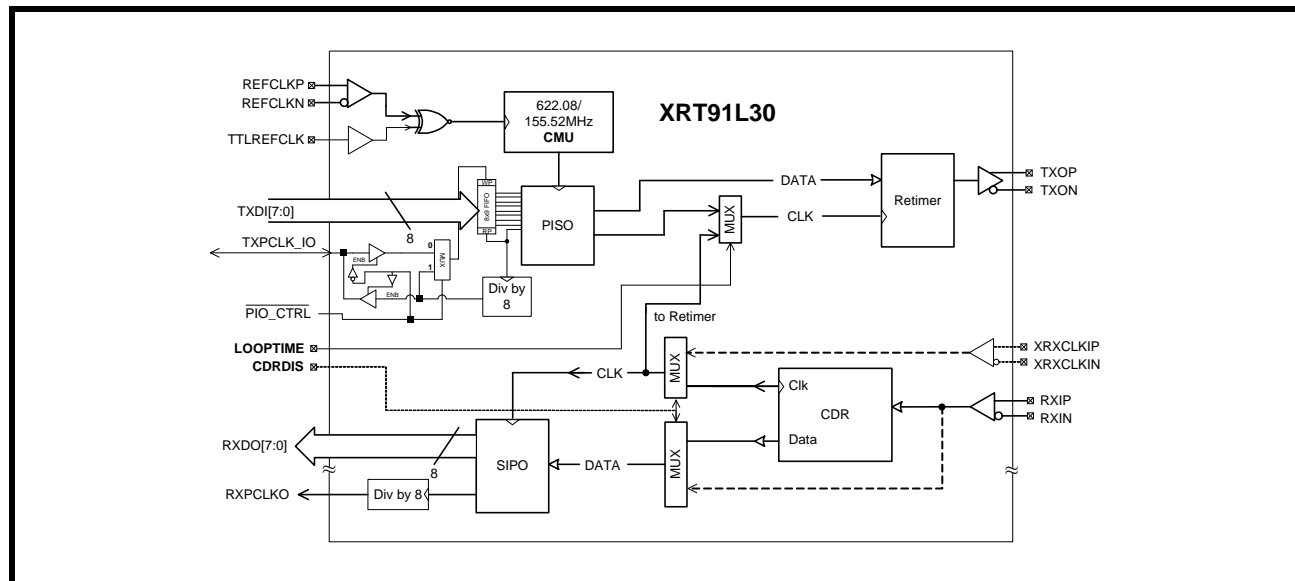 REFCLKP
REFCLKN
TTLREFCLK
622.08/
155.52MHz
CMU
XRT91L30
TXDI[7:0]
8
WP
8x9 FIFO
RP
PISO
DATA
MUX
CLK
Retimer
TXOP
TXON
TXPCLK_IO
ENB
ENB
0
1
MUX
Div by
8
PIO_CTRL
to Retimer
LOOPTIME
CDRDIS
CLK
MUX
Clk
CDR
Data
XRXCLKIP
XRXCLKIN
RXIP
RXIN
RXDO[7:0]
8
SIPO
DATA
MUX
RXPCLKO
Div by 8